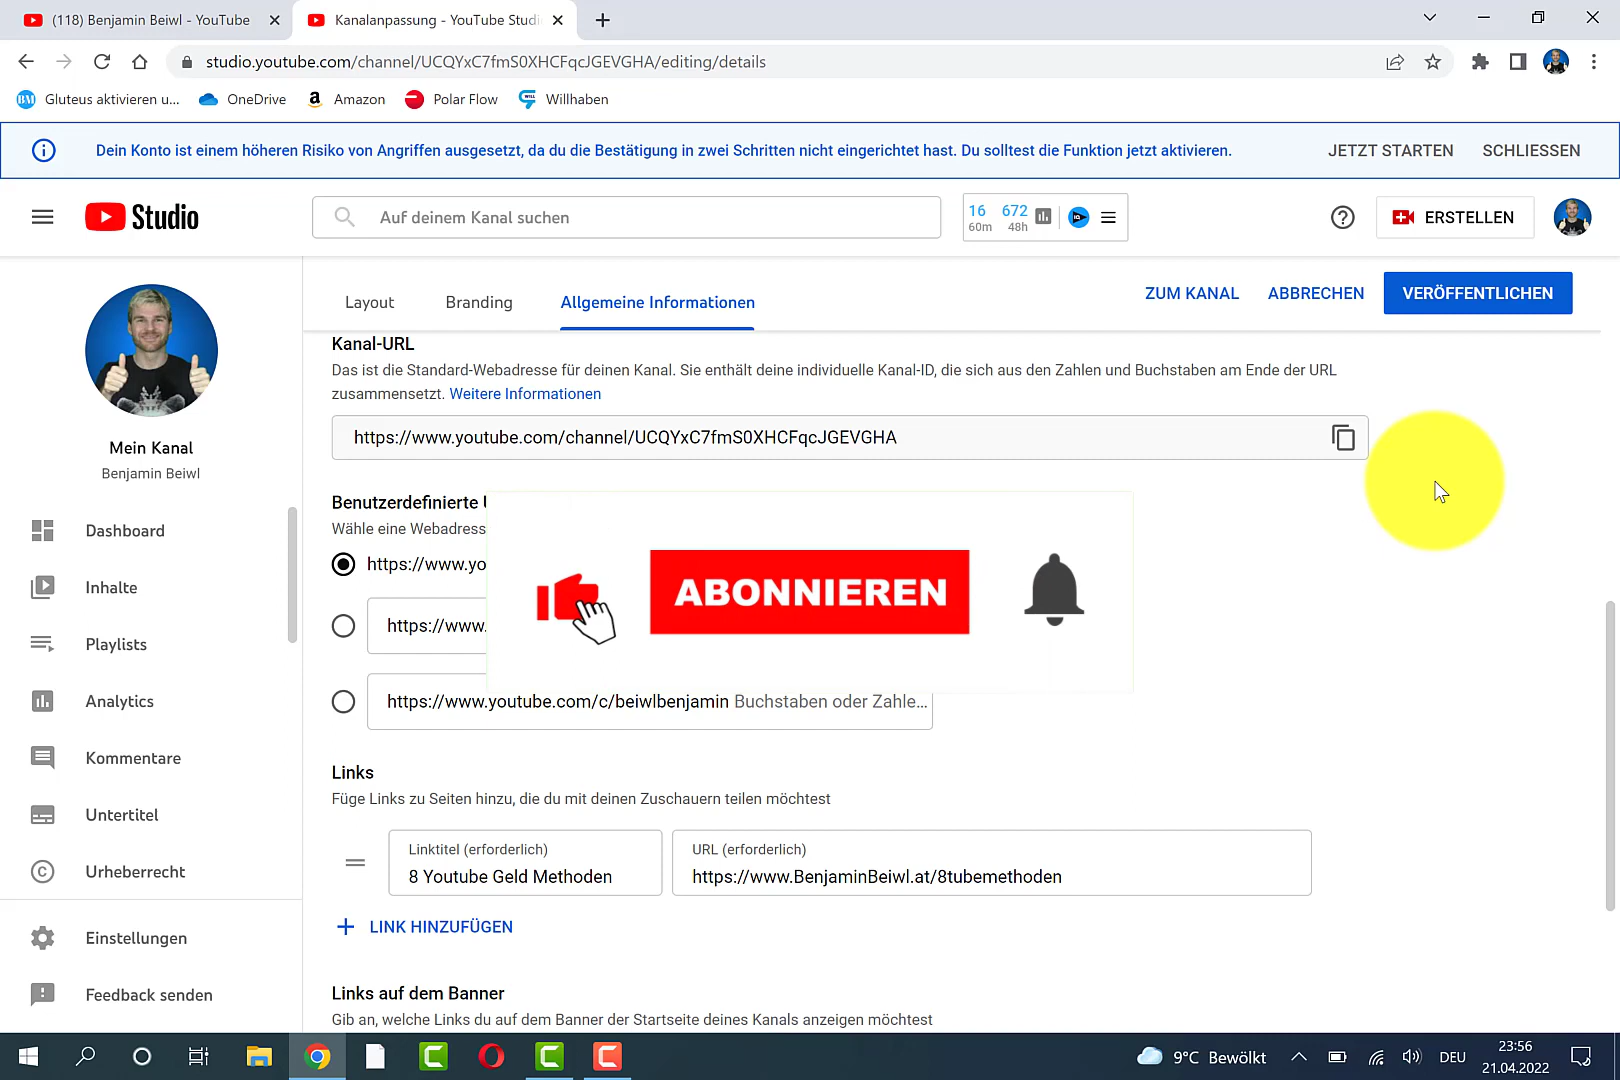 (118) Benjamin Beiwl - YouTube
Kanalanpassung - YouTube Studi
studio.youtube.com/channel/UCQYxC7fmS0XHCFqcJGEVGHA/editing/details
BM Gluteus aktivieren u...
OneDrive
Amazon
Polar Flow
Willhaben
Dein Konto ist einem höheren Risiko von Angriffen ausgesetzt, da du die Bestätigung in zwei Schritten nicht eingerichtet hast. Du solltest die Funktion jetzt aktivieren.
JETZT STARTEN
SCHLIESSEN
Studio
Auf deinem Kanal suchen
16 672
60m 48h
ERSTELLEN
Layout
Branding
Allgemeine Informationen
ZUM KANAL
ABBRECHEN
VERÖFFENTLICHEN
Mein Kanal
Benjamin Beiwl
Dashboard
Inhalte
Playlists
Analytics
Kommentare
Untertitel
Urheberrecht
Einstellungen
Feedback senden
Kanal-URL
Das ist die Standard-Webadresse für deinen Kanal. Sie enthält deine individuelle Kanal-ID, die sich aus den Zahlen und Buchstaben am Ende der URL
zusammensetzt. Weitere Informationen
https://www.youtube.com/channel/UCQYxC7fmS0XHCFqcJGEVGHA
Benutzerdefinierte
Wähle eine Webadress
https://www.yo
https://www.
ABONNIEREN
https://www.youtube.com/c/beiwlbenjamin Buchstaben oder Zahle...
Links
Füge Links zu Seiten hinzu, die du mit deinen Zuschauern teilen möchtest
Linktitel (erforderlich)
8 Youtube Geld Methoden
URL (erforderlich)
https://www.BenjaminBeiwl.at/8tubemethoden
LINK HINZUFÜGEN
Links auf dem Banner
Gib an, welche Links du auf dem Banner der Startseite deines Kanals anzeigen möchtest
9°C Bewölkt
DEU
23:56
21.04.2022